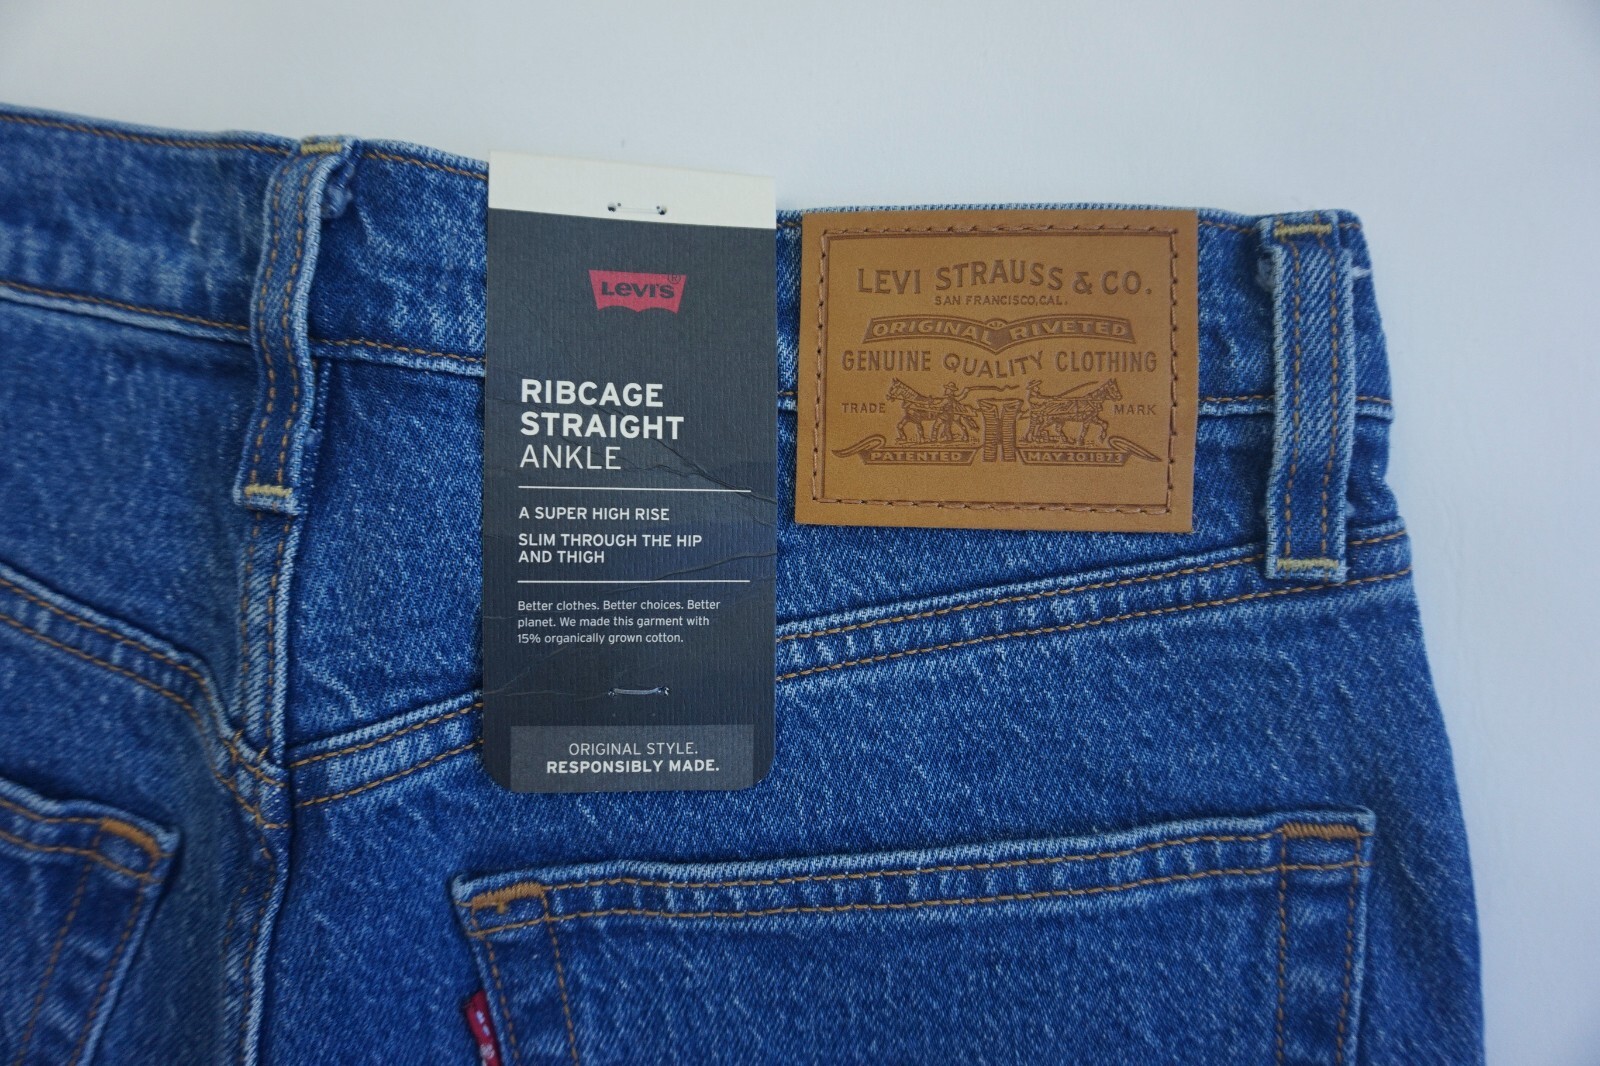 Levi's
RIBCAGE
STRAIGHT
ANKLE
A SUPER HIGH RISE
SLIM THROUGH THE HIP
AND THIGH
Better clothes. Better choices. Better
planet. We made this garment with
15% organically grown cotton.
ORIGINAL STYLE.
RESPONSIBLY MADE.
LEVI STRAUSS & CO.
SAN FRANCISCO, CAL.
ORIGINAL RIVETED
GENUINE QUALITY CLOTHING
TRADE MARK
PATENTED MAY 20 1873